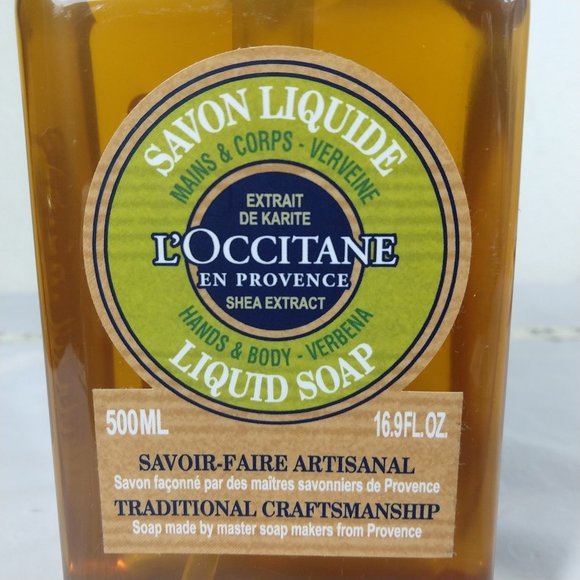 SAVON LIQUIDE
MAINS & CORPS - VERVEINE
EXTRAIT
DE KARITE
L'OCCITANE
EN PROVENCE
SHEA EXTRACT
HANDS & BODY - VERBENA
LIQUID SOAP
500ML
16.9FL.OZ.
SAVOIR-FAIRE ARTISANAL
Savon façonné par des maîtres savonniers de Provence
TRADITIONAL CRAFTSMANSHIP
Soap made by master soap makers from Provence